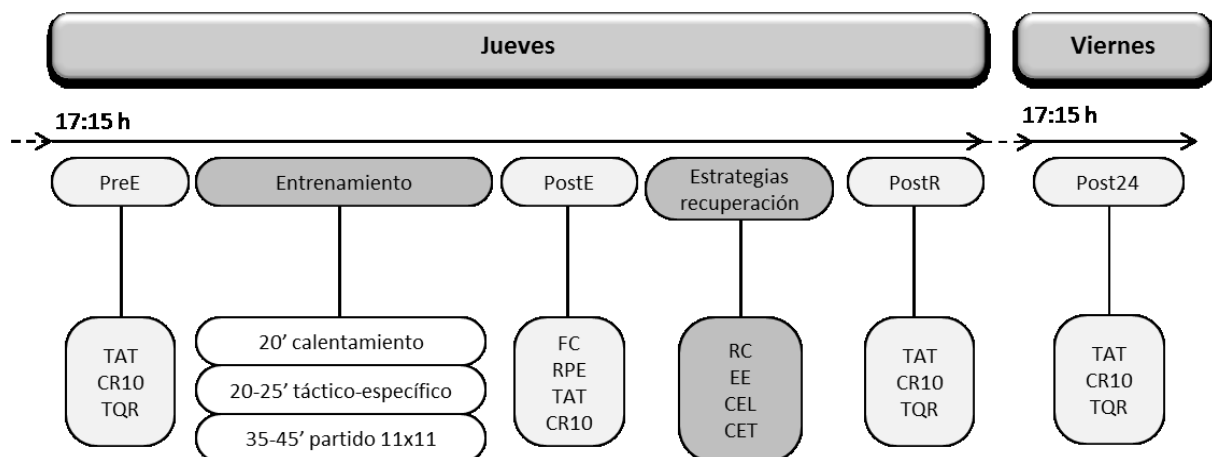 Jueves
Viernes
17:15 h
17:15 h
PreE
Entrenamiento
PostE
Estrategias
recuperación
PostR
Post24
TAT
CR10
TQR
20’ calentamiento
20-25’ táctico-específico
35-45’ partido 11x11
FC
RPE
TAT
CR10
RC
EE
CEL
CET
TAT
CR10
TQR
TAT
CR10
TQR